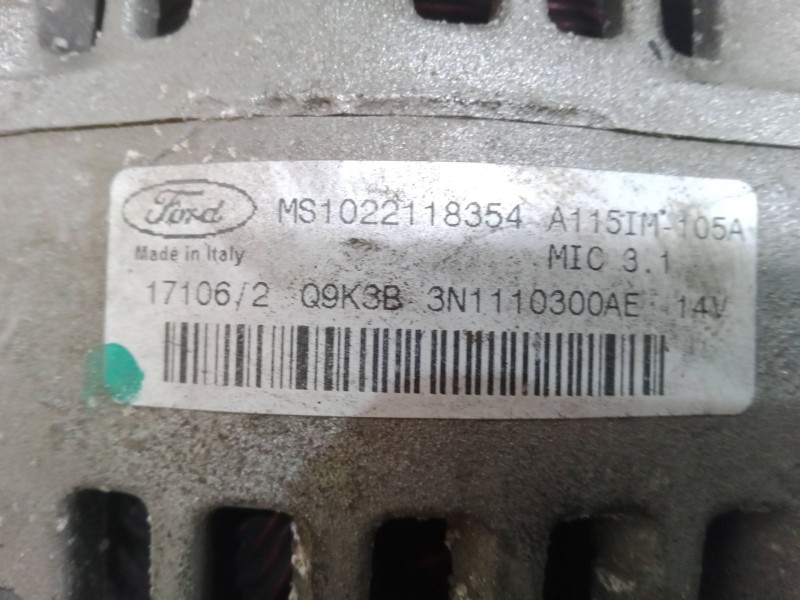 Ford MS1022118354 A115IM-105A
Made in Italy MIC 3.1
17106/2 Q9K3B 3N1110300AE 14V